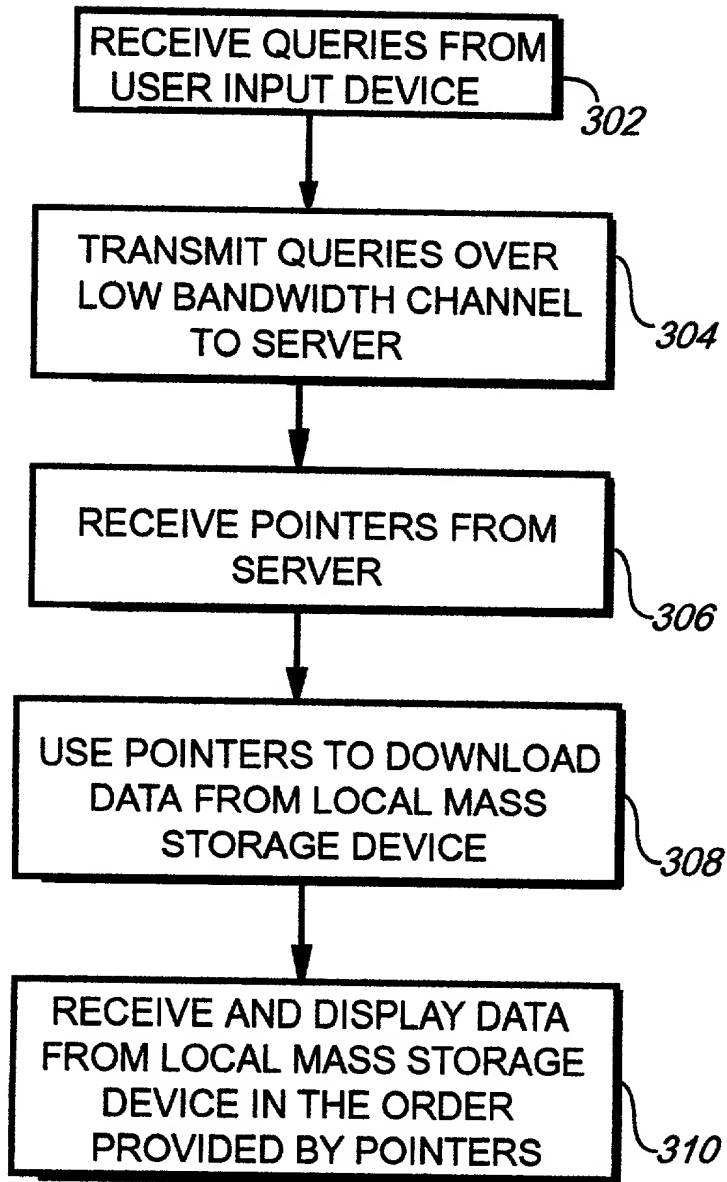 RECEIVE QUERIES FROM
USER INPUT DEVICE
302
TRANSMIT QUERIES OVER
LOW BANDWIDTH CHANNEL
TO SERVER
304
RECEIVE POINTERS FROM
SERVER
306
USE POINTERS TO DOWNLOAD
DATA FROM LOCAL MASS
STORAGE DEVICE
308
RECEIVE AND DISPLAY DATA
FROM LOCAL MASS STORAGE
DEVICE IN THE ORDER
PROVIDED BY POINTERS
310